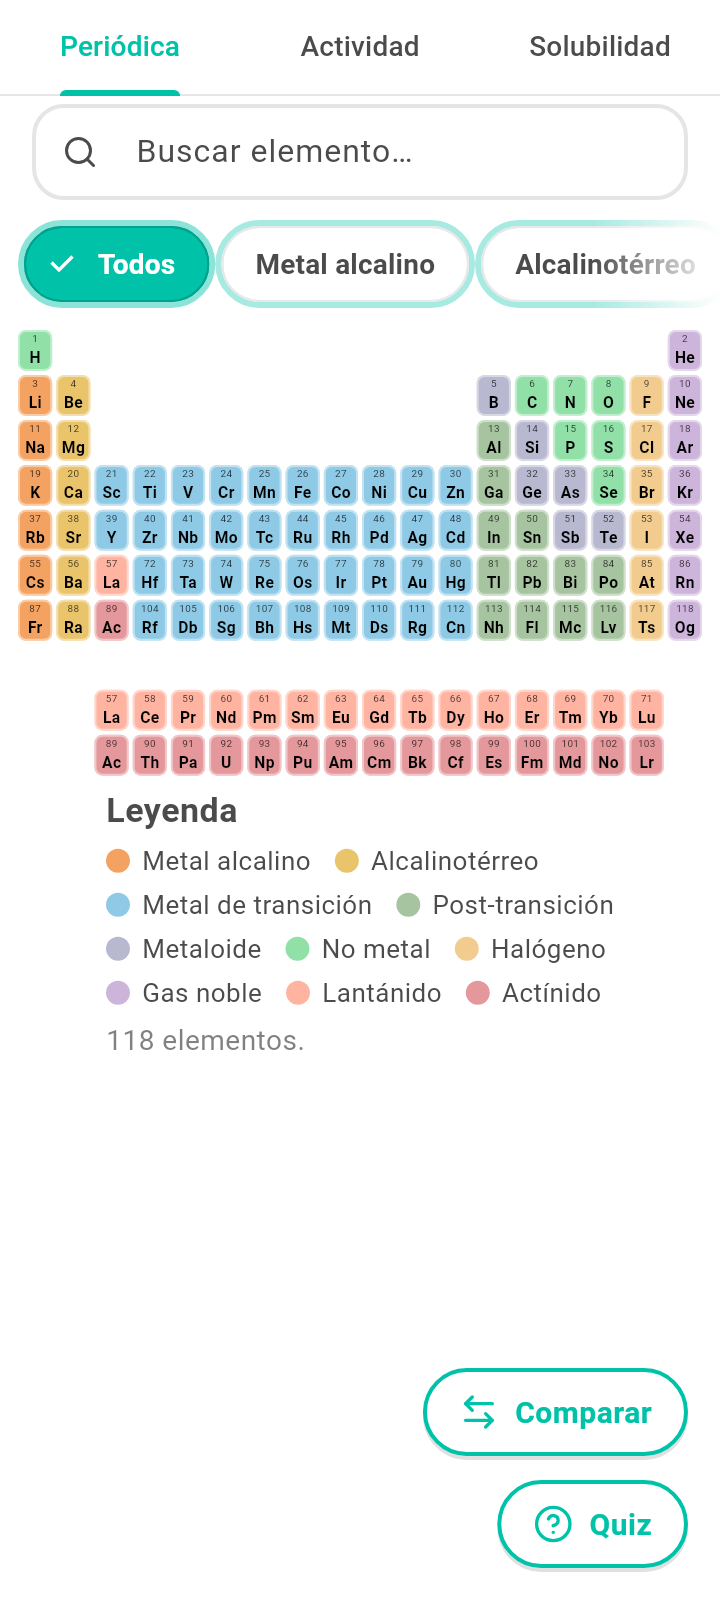 Periódica Actividad Solubilidad
Buscar elemento…
Todos Metal alcalino Alcalinotérreo
1 2
H He
3 4 5 6 7 8 9 10
Li Be B C N O F Ne
11 12 13 14 15 16 17 18
Na Mg Al Si P S Cl Ar
19 20 21 22 23 24 25 26 27 28 29 30 31 32 33 34 35 36
K Ca Sc Ti V Cr Mn Fe Co Ni Cu Zn Ga Ge As Se Br Kr
37 38 39 40 41 42 43 44 45 46 47 48 49 50 51 52 53 54
Rb Sr Y Zr Nb Mo Tc Ru Rh Pd Ag Cd In Sn Sb Te I Xe
55 56 57 72 73 74 75 76 77 78 79 80 81 82 83 84 85 86
Cs Ba La Hf Ta W Re Os Ir Pt Au Hg Tl Pb Bi Po At Rn
87 88 89 104 105 106 107 108 109 110 111 112 113 114 115 116 117 118
Fr Ra Ac Rf Db Sg Bh Hs Mt Ds Rg Cn Nh Fl Mc Lv Ts Og
57 58 59 60 61 62 63 64 65 66 67 68 69 70 71
La Ce Pr Nd Pm Sm Eu Gd Tb Dy Ho Er Tm Yb Lu
89 90 91 92 93 94 95 96 97 98 99 100 101 102 103
Ac Th Pa U Np Pu Am Cm Bk Cf Es Fm Md No Lr
Leyenda
Metal alcalino Alcalinotérreo
Metal de transición Post-transición
Metaloide No metal Halógeno
Gas noble Lantánido Actínido
118 elementos.
Comparar
Quiz